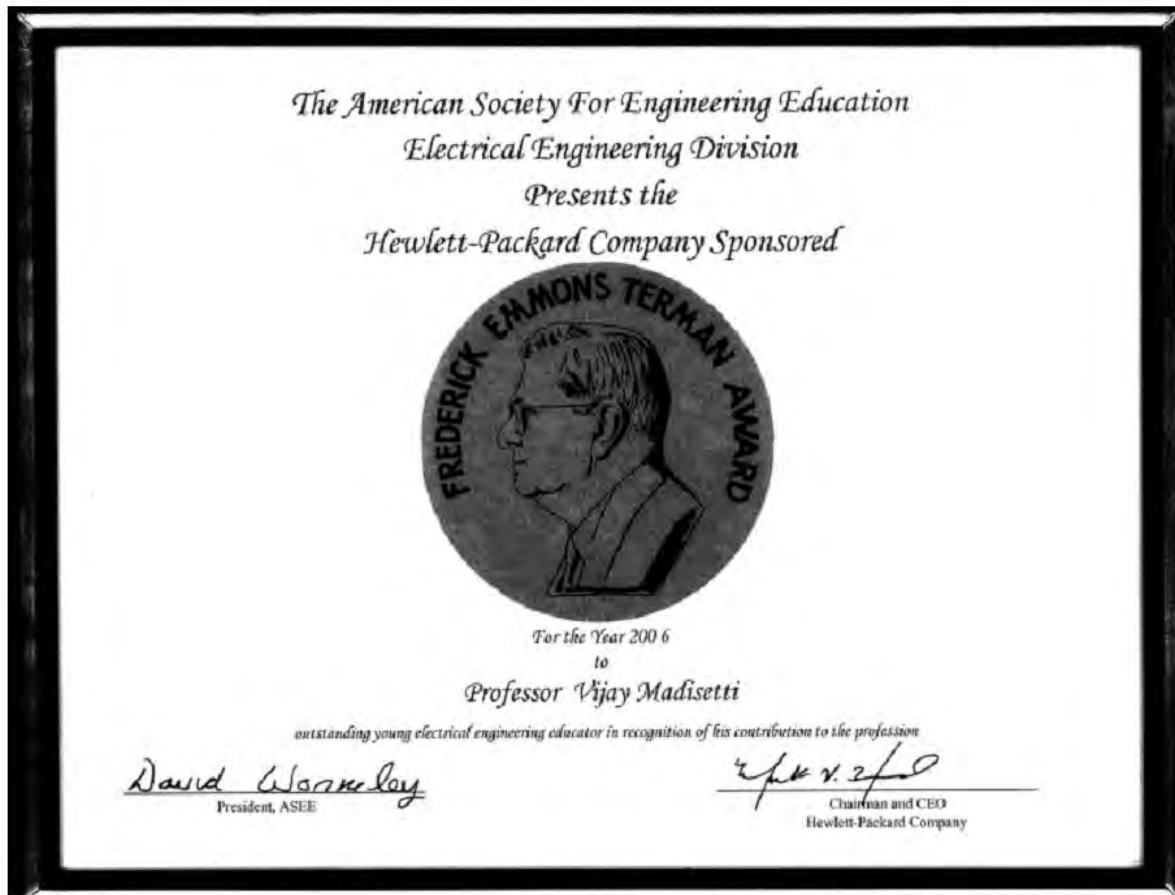 The American Society For Engineering Education
Electrical Engineering Division
Presents the
Hewlett-Packard Company Sponsored
FREDERICK EMMONS TERMAN AWARD
For the Year 200 6
to
Professor Vijay Madisetti
outstanding young electrical engineering educator in recognition of his contribution to the profession
David Wormley
President, ASEE
Chairman and CEO
Hewlett-Packard Company